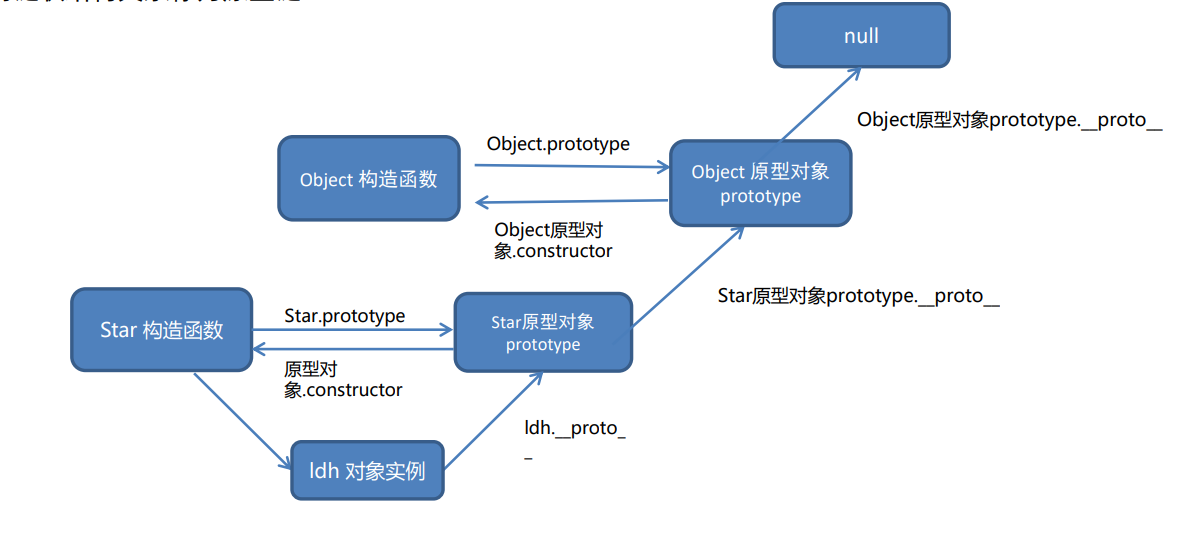 null
Object原型对象prototype.__proto__
Object.prototype
Object 构造函数
Object 原型对象
prototype
Object原型对
象.constructor
Star原型对象prototype.__proto__
Star 构造函数
Star.prototype
Star原型对象
prototype
原型对
象.constructor
ldh.__proto_
_
ldh 对象实例